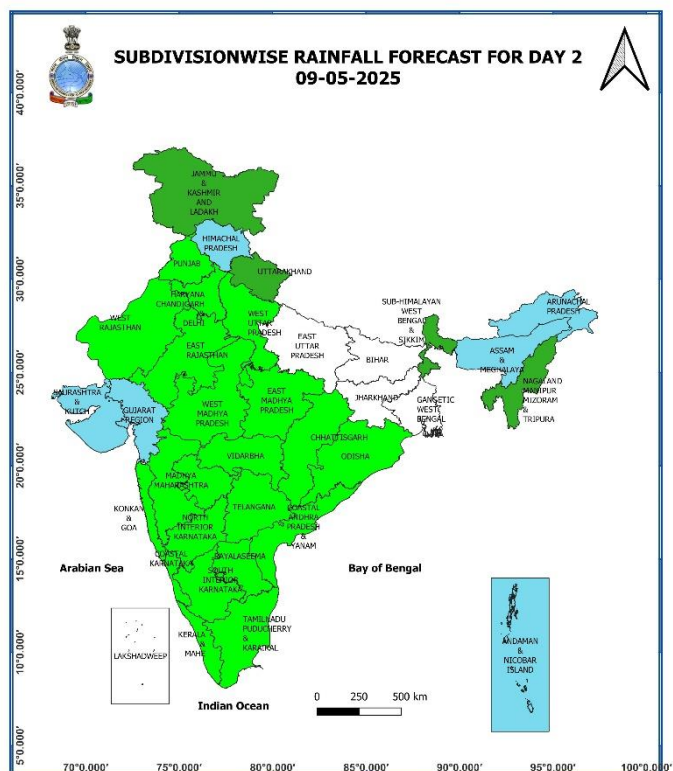 SUBDIVISIONWISE RAINFALL FORECAST FOR DAY 2
09-05-2025
40°0.000'
35°0.000'
30°0.000'
25°0.000'
20°0.000'
15°0.000'
10°0.000'
5°0.000'
JAMMU
&
KASHMIR
AND
LADAKH
HIMACHAL
PRADESH
PUNJAB
UTTARAKHAND
HARYANA
CHANDIGARH
&
DELHI
WEST
RAJASTHAN
WEST
UTTAR
PRADESH
EAST
RAJASTHAN
EAST
UTTAR
PRADESH
BIHAR
SUB-HIMALAYAN
WEST
BENGAL
&
SIKKIM
ARUNACHAL
PRADESH
ASSAM
&
MEGHALAYA
NAGALAND
MANIPUR
MIZORAM
&
TRIPURA
JHARKHAND
GANGETIC
WEST
BENGAL
SAURASHTRA
&
KUTCH
GUJARAT
REGION
WEST
MADHYA
PRADESH
EAST
MADHYA
PRADESH
CHHATTISGARH
ODISHA
VIDARBHA
MADHYA
MAHARASHTRA
KONKAN
&
GOA
TELANGANA
NORTH
INTERIOR
KARNATAKA
COASTAL
ANDHRA
PRADESH
&
YANAM
COASTAL
KARNATAKA
RAYALASEEMA
SOUTH
INTERIOR
KARNATAKA
Arabian Sea
Bay of Bengal
TAMILNADU
PUDUCHERRY
&
KARAIKAL
KERALA
&
MAHE
LAKSHADWEEP
ANDAMAN
&
NICOBAR
ISLAND
Indian Ocean
0 250 500 km
70°0.000' 75°0.000' 80°0.000' 85°0.000' 90°0.000' 95°0.000' 100°0.000'